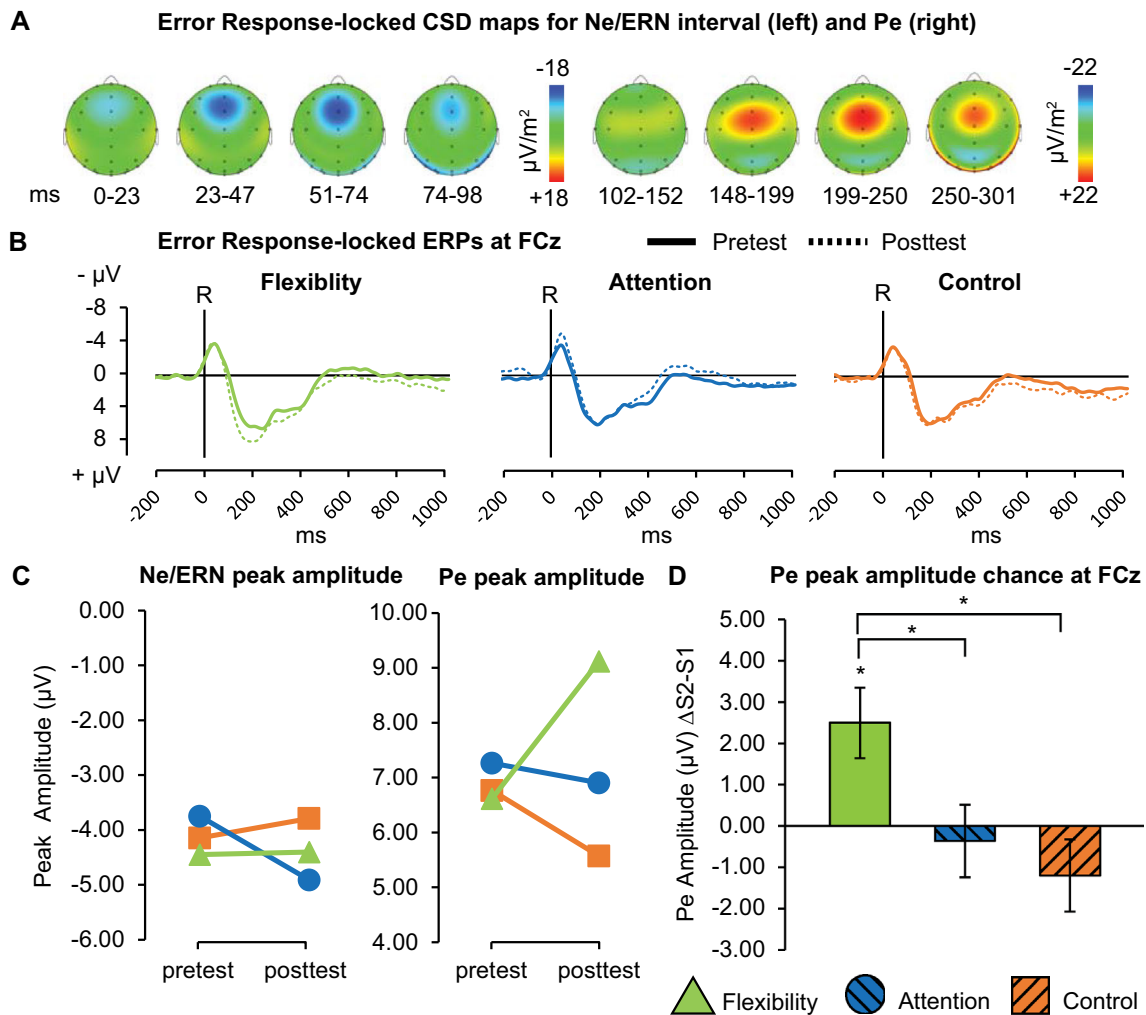 A Error Response-locked CSD maps for Ne/ERN interval (left) and Pe (right)
-18
µV/m²
+18
-22
µV/m²
+22
ms 0-23 23-47 51-74 74-98 102-152 148-199 199-250 250-301
B Error Response-locked ERPs at FCz
Pretest Posttest
- µV
-8
-4
0
4
8
+ µV
R Flexiblity
-200 0 200 400 600 800 1000
ms
R Attention
-200 0 200 400 600 800 1000
ms
R Control
-200 0 200 400 600 800 1000
ms
C Ne/ERN peak amplitude
Peak Amplitude (µV)
0.00
-1.00
-2.00
-3.00
-4.00
-5.00
-6.00
pretest posttest
Pe peak amplitude
10.00
9.00
8.00
7.00
6.00
5.00
4.00
pretest posttest
D Pe peak amplitude chance at FCz
Pe Amplitude (µV) ΔS2-S1
5.00
4.00
3.00
2.00
1.00
0.00
-1.00
-2.00
-3.00
*
*
*
Flexibility Attention Control